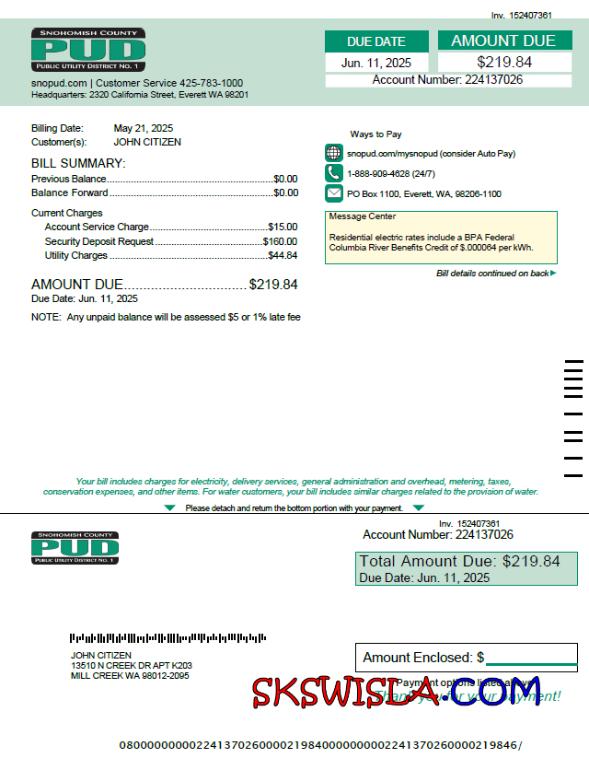 Inv. 152407361
SNOHOMISH COUNTY
PUD
PUBLIC UTILITY DISTRICT NO. 1
DUE DATE
AMOUNT DUE
Jun. 11, 2025
$219.84
Account Number: 224137026
snopud.com | Customer Service 425-783-1000
Headquarters: 2320 California Street, Everett WA 98201
Billing Date: May 21, 2025
Customer(s): JOHN CITIZEN
BILL SUMMARY:
Previous Balance...$0.00
Balance Forward...$0.00
Current Charges
Account Service Charge...$15.00
Security Deposit Request...$160.00
Utility Charges...$44.84
AMOUNT DUE...$219.84
Due Date: Jun. 11, 2025
NOTE: Any unpaid balance will be assessed $5 or 1% late fee
Ways to Pay
snopud.com/mysnopud (consider Auto Pay)
1-888-909-4628 (24/7)
PO Box 1100, Everett, WA, 98206-1100
Message Center
Residential electric rates include a BPA Federal
Columbia River Benefits Credit of $.000064 per kWh.
Bill details continued on back
Your bill includes charges for electricity, delivery services, general administration and overhead, metering, taxes,
conservation expenses, and other items. For water customers, your bill includes similar charges related to the provision of water.
Please detach and return the bottom portion with your payment.
SNOHOMISH COUNTY
PUD
PUBLIC UTILITY DISTRICT NO. 1
Inv. 152407361
Account Number: 224137026
Total Amount Due: $219.84
Due Date: Jun. 11, 2025
JOHN CITIZEN
13510 N CREEK DR APT K203
MILL CREEK WA 98012-2095
Amount Enclosed: $
Payment options listed above
Thank you for your payment!
SKSWISDA.COM
08000000000224137026000021984000000000224137026000021984​6/